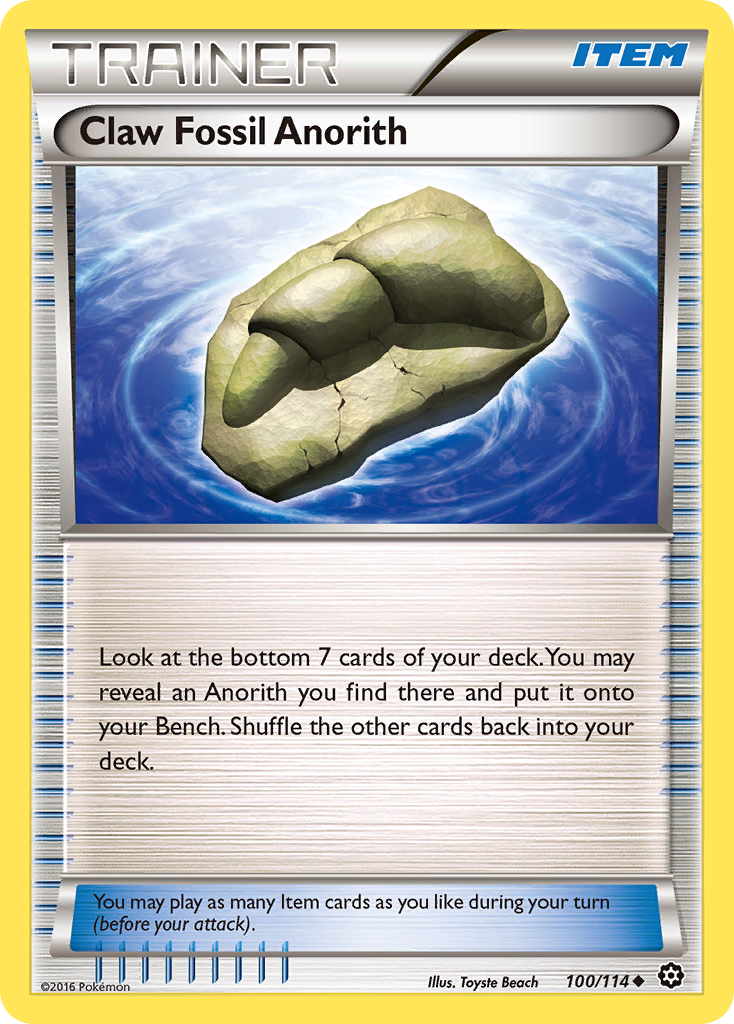 TRAINER
ITEM
Claw Fossil Anorith
Look at the bottom 7 cards of your deck. You may
reveal an Anorith you find there and put it onto
your Bench. Shuffle the other cards back into your
deck.
You may play as many Item cards as you like during your turn
(before your attack).
©2016 Pokémon
Illus. Toyste Beach
100/114